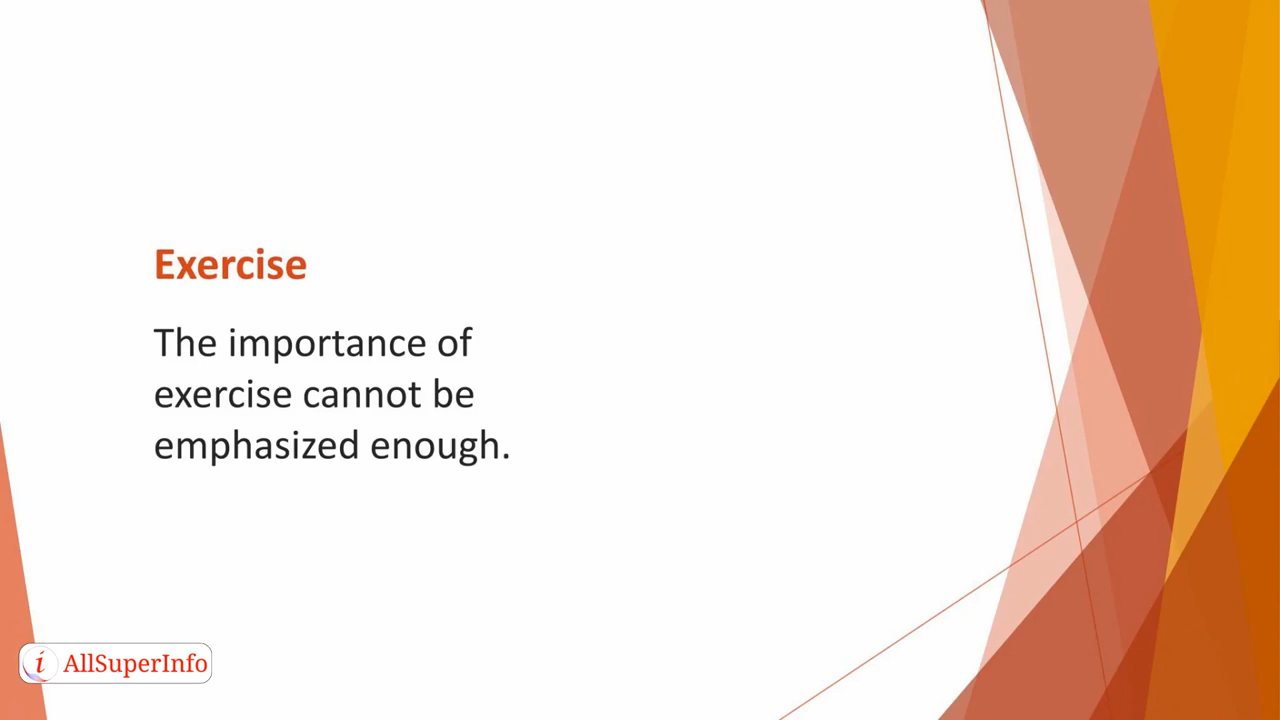 Exercise
The importance of
exercise cannot be
emphasized enough.
i AllSuperInfo